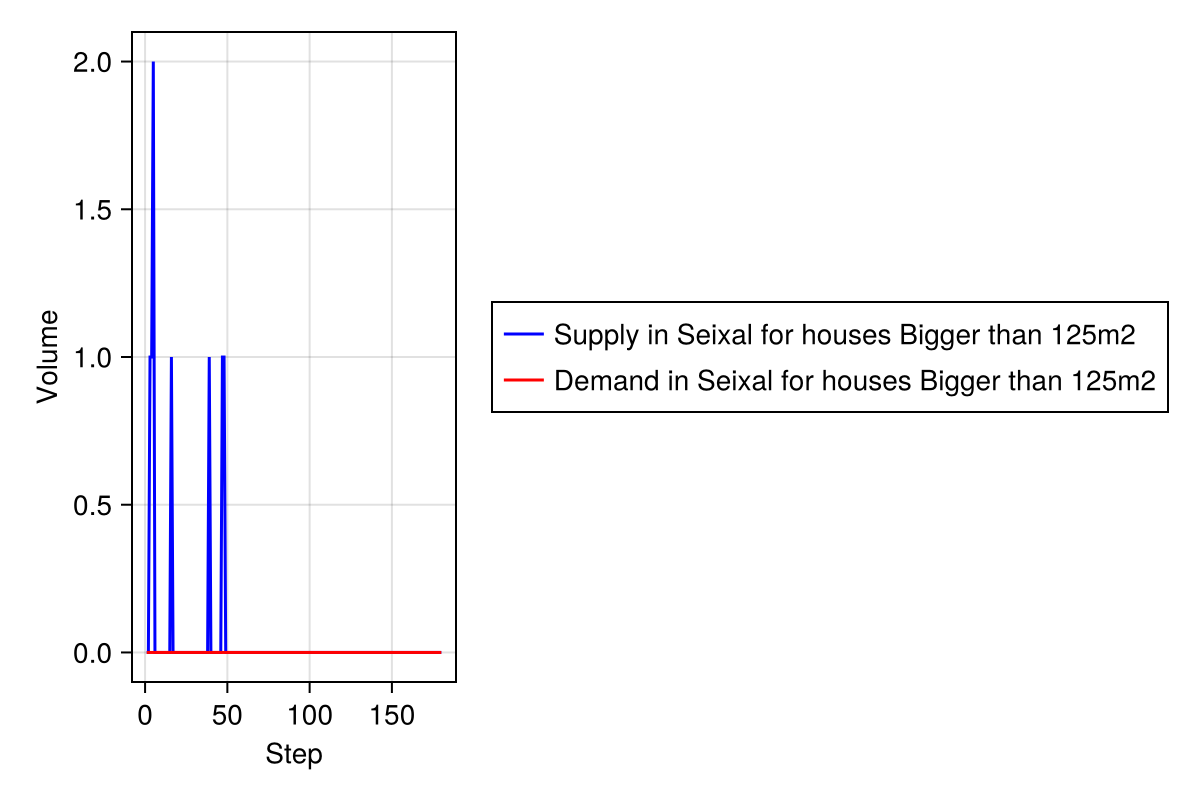 2.0
1.5
1.0
0.5
0.0
Volume
0 50 100 150
Step
Supply in Seixal for houses Bigger than 125m2
Demand in Seixal for houses Bigger than 125m2